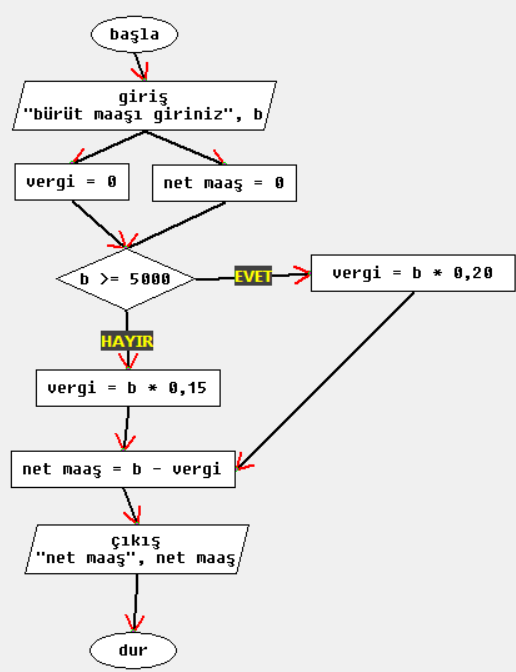 başla
giriş
"bürüt maaşı giriniz", b
vergi = 0
net maaş = 0
b >= 5000
EVET
vergi = b * 0,20
HAYIR
vergi = b * 0,15
net maaş = b - vergi
çıkış
"net maaş", net maaş
dur